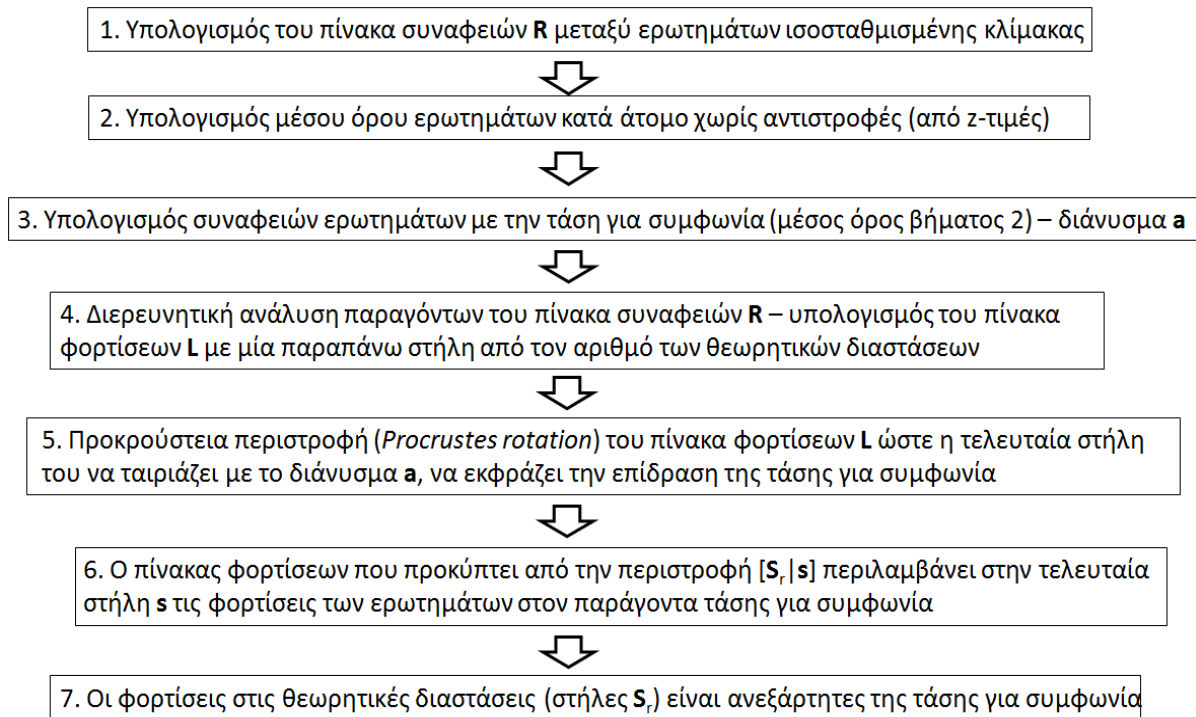 1. Υπολογισμός του πίνακα συναφειών R μεταξύ ερωτημάτων ισοσταθμισμένης κλίμακας
2. Υπολογισμός μέσου όρου ερωτημάτων κατά άτομο χωρίς αντιστροφές (από z-τιμές)
3. Υπολογισμός συναφειών ερωτημάτων με την τάση για συμφωνία (μέσος όρος βήματος 2) – διάνυσμα a
4. Διερευνητική ανάλυση παραγόντων του πίνακα συναφειών R – υπολογισμός του πίνακα
φορτίσεων L με μία παραπάνω στήλη από τον αριθμό των θεωρητικών διαστάσεων
5. Προκρούστεια περιστροφή (Procrustes rotation) του πίνακα φορτίσεων L ώστε η τελευταία στήλη
του να ταιριάζει με το διάνυσμα a, να εκφράζει την επίδραση της τάσης για συμφωνία
6. Ο πίνακας φορτίσεων που προκύπτει από την περιστροφή [Sr|s] περιλαμβάνει στην τελευταία
στήλη s τις φορτίσεις των ερωτημάτων στον παράγοντα τάσης για συμφωνία
7. Οι φορτίσεις στις θεωρητικές διαστάσεις (στήλες Sr) είναι ανεξάρτητες της τάσης για συμφωνία